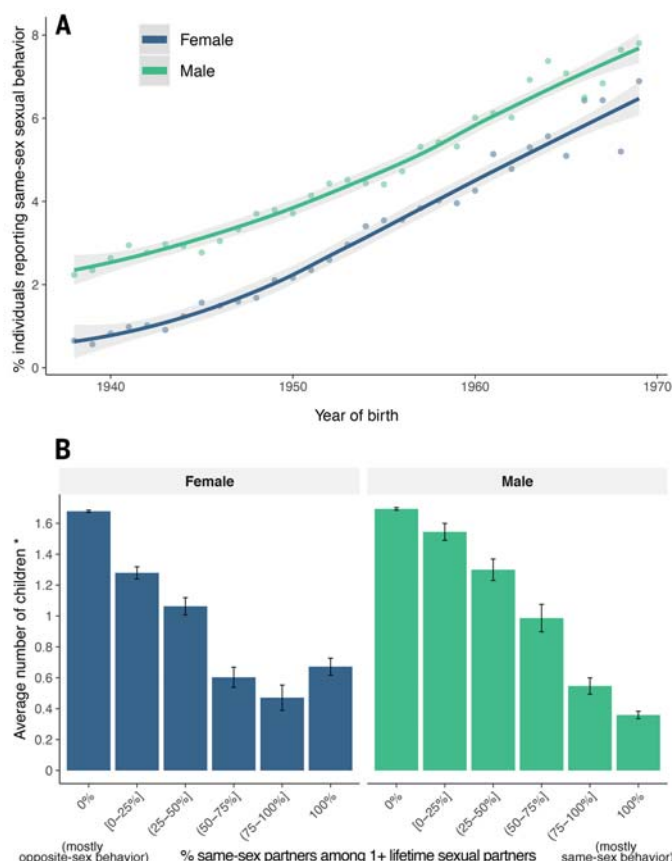 A
% individuals reporting same-sex sexual behavior
8
6
4
2
0
Female
Male
1940 1950 1960 1970
Year of birth
B
Female Male
Average number of children *
1.6
1.4
1.2
1
0.8
0.6
0.4
0.2
0
0% [0–25%] (25–50%] (50–75%] (75–100%] 100% 0% [0–25%] (25–50%] (50–75%] (75–100%] 100%
(mostly opposite-sex behavior) % same-sex partners among 1+ lifetime sexual partners (mostly same-sex behavior)